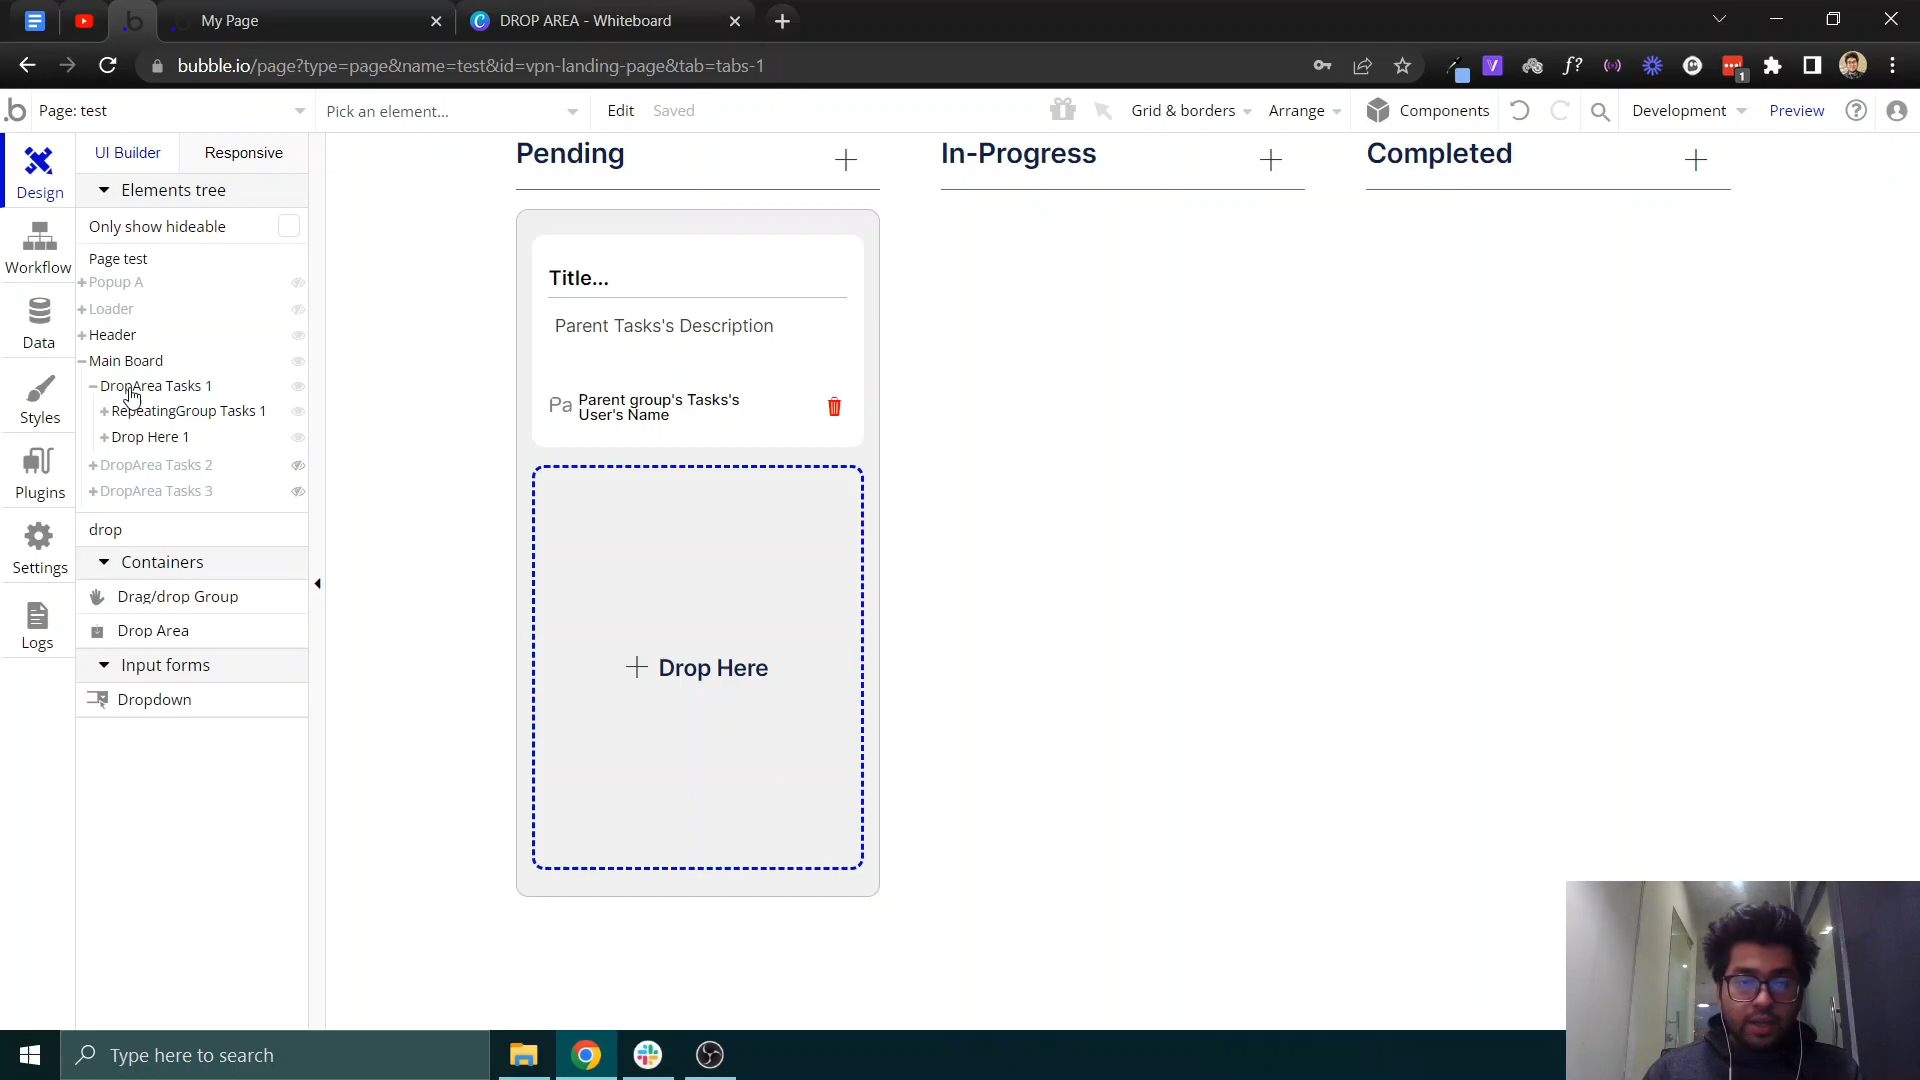 My Page
DROP AREA - Whiteboard
bubble.io/page?type=page&name=test&id=vpn-landing-page&tab=tabs-1
1
Page: test
Pick an element...
Edit
Saved
Grid & borders
Arrange
Components
Development
Preview
Design
Workflow
Data
Styles
Plugins
Settings
Logs
UI Builder
Responsive
Elements tree
Only show hideable
Page test
Popup A
Loader
Header
Main Board
DropArea Tasks 1
RepeatingGroup Tasks 1
Drop Here 1
DropArea Tasks 2
DropArea Tasks 3
drop
Containers
Drag/drop Group
Drop Area
Input forms
Dropdown
Pending
In-Progress
Completed
Title...
Parent Tasks's Description
Pa
Parent group's Tasks's
User's Name
Drop Here
Type here to search